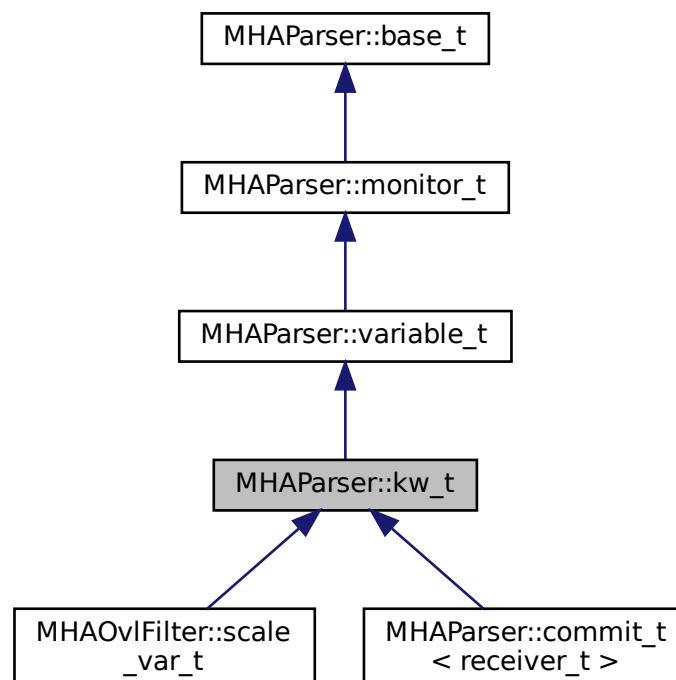 MHAParser::base_t
MHAParser::monitor_t
MHAParser::variable_t
MHAParser::kw_t
MHAOvlFilter::scale
_var_t
MHAParser::commit_t
< receiver_t >